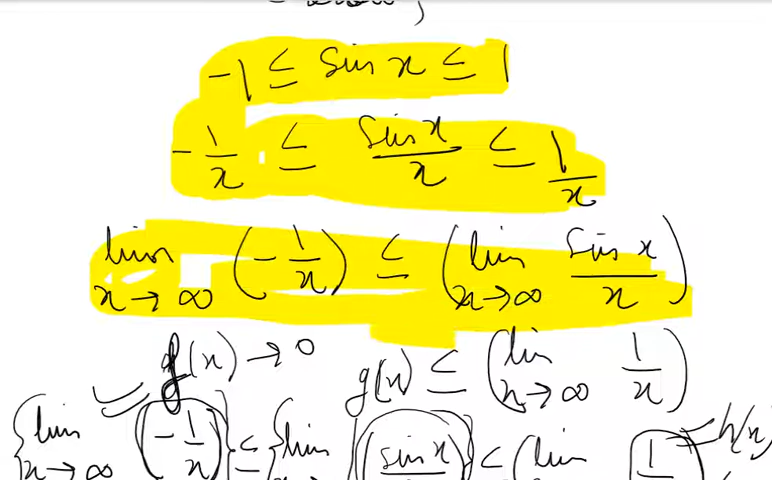 -1 ≤ sin x ≤ 1
-1/x ≤ sin x/x ≤ 1/x
lim x→∞ (-1/x) ≤ (lim x→∞ sin x/x)
f(x) → 0 g(x) ≤ (lim x→∞ 1/x)
{lim x→∞ (-1/x)} ≤ {lim (sin x ≤ (lim 1 h(x)